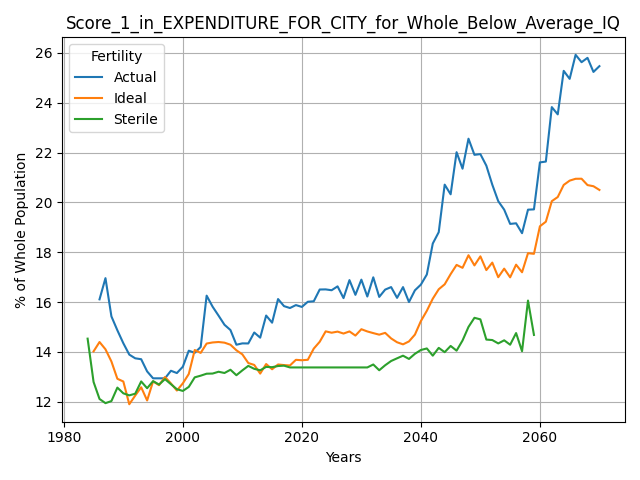 Score_1_in_EXPENDITURE_FOR_CITY_for_Whole_Below_Average_IQ
Fertility
Actual
Ideal
Sterile
% of Whole Population
26
24
22
20
18
16
14
12
1980
2000
2020
2040
2060
Years